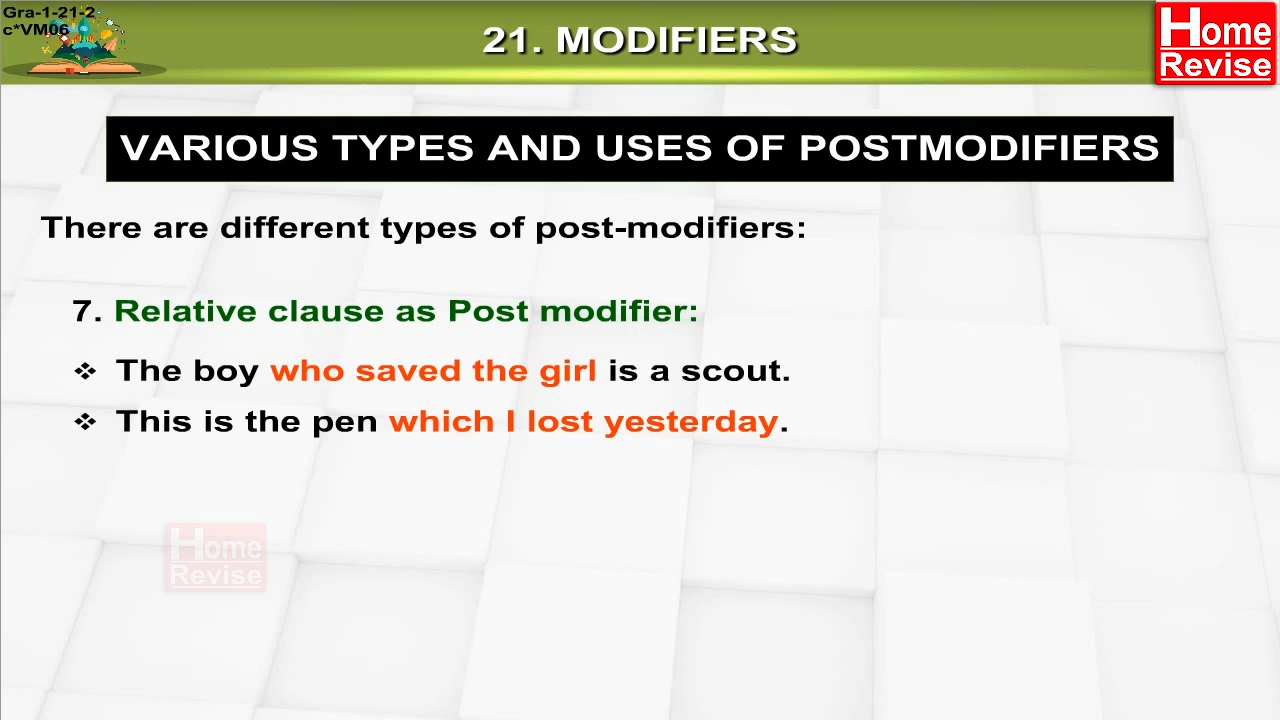 Gra-1-21-2
c*VM06
21. MODIFIERS
Home
Revise
VARIOUS TYPES AND USES OF POSTMODIFIERS
There are different types of post-modifiers:
7. Relative clause as Post modifier:
❖ The boy who saved the girl is a scout.
❖ This is the pen which I lost yesterday.
Home
Revise